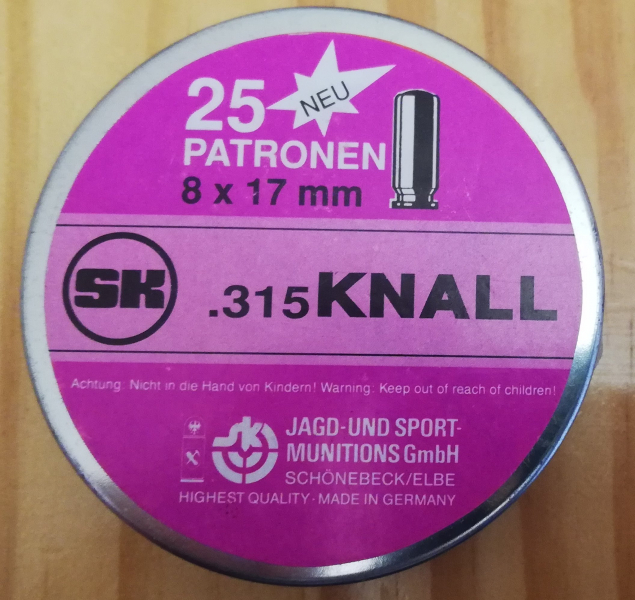 25
NEU
PATRONEN
8 x 17 mm
SK
.315 KNALL
Achtung: Nicht in die Hand von Kindern! Warning: Keep out of reach of children!
SK
JAGD-UND SPORT-
MUNITIONS GmbH
SCHÖNEBECK/ELBE
HIGHEST QUALITY · MADE IN GERMANY